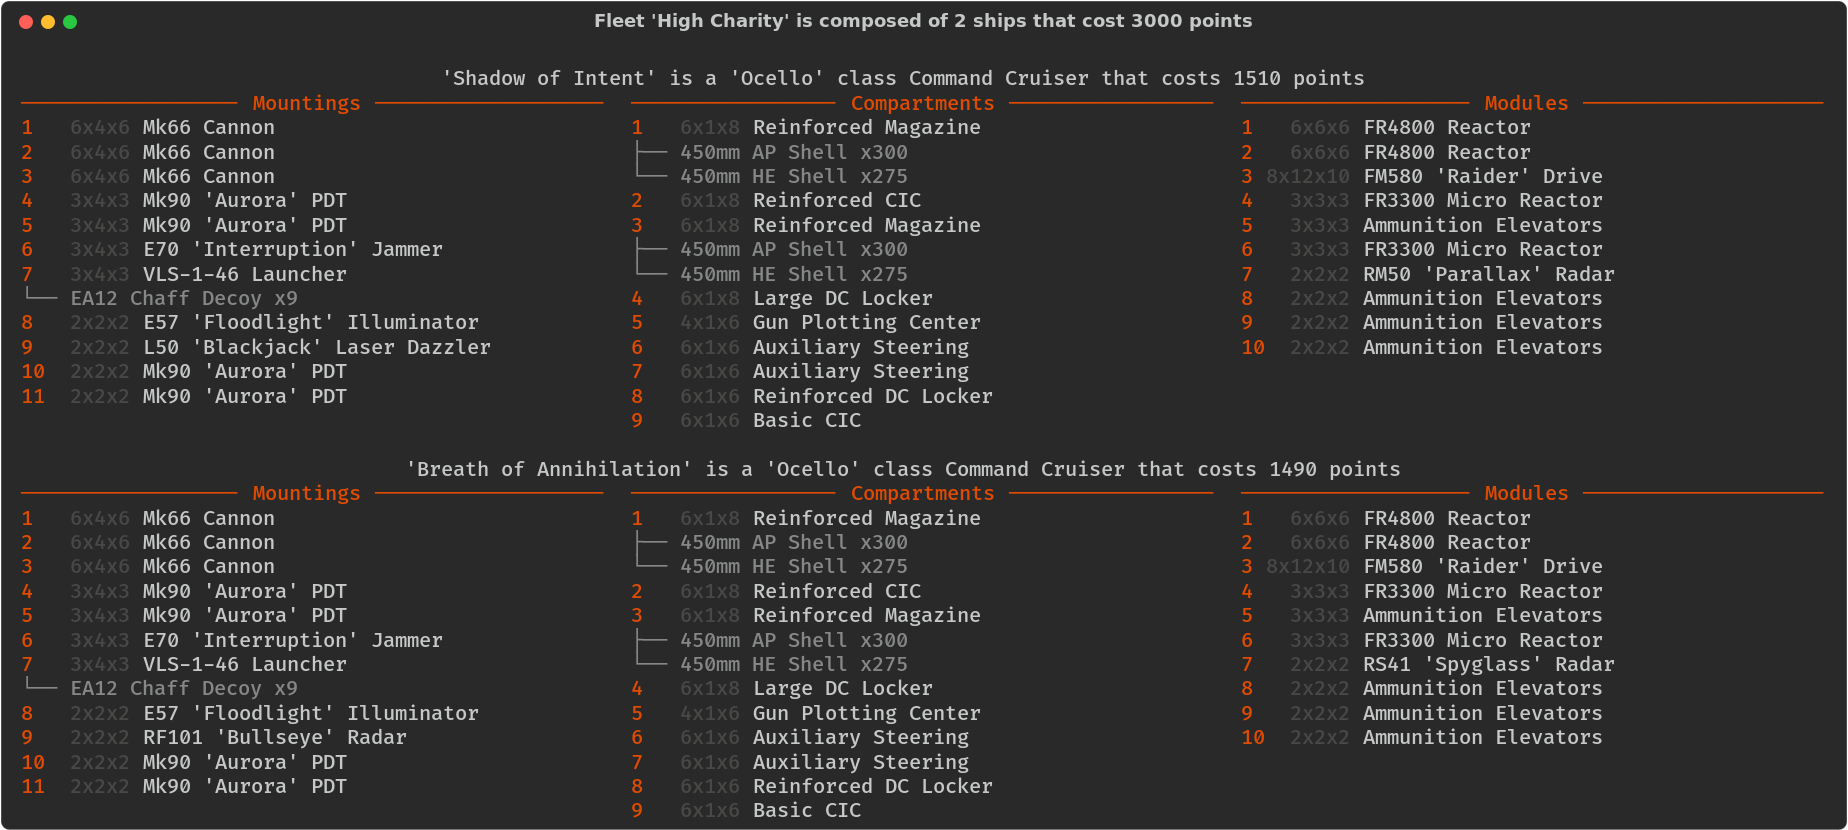 Fleet 'High Charity' is composed of 2 ships that cost 3000 points
'Shadow of Intent' is a 'Ocello' class Command Cruiser that costs 1510 points
Mountings Compartments Modules
1 6x4x6 Mk66 Cannon 1 6x1x8 Reinforced Magazine 1 6x6x6 FR4800 Reactor
2 6x4x6 Mk66 Cannon ├── 450mm AP Shell x300 2 6x6x6 FR4800 Reactor
3 6x4x6 Mk66 Cannon └── 450mm HE Shell x275 3 8x12x10 FM580 'Raider' Drive
4 3x4x3 Mk90 'Aurora' PDT 2 6x1x8 Reinforced CIC 4 3x3x3 FR3300 Micro Reactor
5 3x4x3 Mk90 'Aurora' PDT 3 6x1x8 Reinforced Magazine 5 3x3x3 Ammunition Elevators
6 3x4x3 E70 'Interruption' Jammer ├── 450mm AP Shell x300 6 3x3x3 FR3300 Micro Reactor
7 3x4x3 VLS-1-46 Launcher └── 450mm HE Shell x275 7 2x2x2 RM50 'Parallax' Radar
└── EA12 Chaff Decoy x9 4 6x1x8 Large DC Locker 8 2x2x2 Ammunition Elevators
8 2x2x2 E57 'Floodlight' Illuminator 5 4x1x6 Gun Plotting Center 9 2x2x2 Ammunition Elevators
9 2x2x2 L50 'Blackjack' Laser Dazzler 6 6x1x6 Auxiliary Steering 10 2x2x2 Ammunition Elevators
10 2x2x2 Mk90 'Aurora' PDT 7 6x1x6 Auxiliary Steering
11 2x2x2 Mk90 'Aurora' PDT 8 6x1x6 Reinforced DC Locker
9 6x1x6 Basic CIC
'Breath of Annihilation' is a 'Ocello' class Command Cruiser that costs 1490 points
Mountings Compartments Modules
1 6x4x6 Mk66 Cannon 1 6x1x8 Reinforced Magazine 1 6x6x6 FR4800 Reactor
2 6x4x6 Mk66 Cannon ├── 450mm AP Shell x300 2 6x6x6 FR4800 Reactor
3 6x4x6 Mk66 Cannon └── 450mm HE Shell x275 3 8x12x10 FM580 'Raider' Drive
4 3x4x3 Mk90 'Aurora' PDT 2 6x1x8 Reinforced CIC 4 3x3x3 FR3300 Micro Reactor
5 3x4x3 Mk90 'Aurora' PDT 3 6x1x8 Reinforced Magazine 5 3x3x3 Ammunition Elevators
6 3x4x3 E70 'Interruption' Jammer ├── 450mm AP Shell x300 6 3x3x3 FR3300 Micro Reactor
7 3x4x3 VLS-1-46 Launcher └── 450mm HE Shell x275 7 2x2x2 RS41 'Spyglass' Radar
└── EA12 Chaff Decoy x9 4 6x1x8 Large DC Locker 8 2x2x2 Ammunition Elevators
8 2x2x2 E57 'Floodlight' Illuminator 5 4x1x6 Gun Plotting Center 9 2x2x2 Ammunition Elevators
9 2x2x2 RF101 'Bullseye' Radar 6 6x1x6 Auxiliary Steering 10 2x2x2 Ammunition Elevators
10 2x2x2 Mk90 'Aurora' PDT 7 6x1x6 Auxiliary Steering
11 2x2x2 Mk90 'Aurora' PDT 8 6x1x6 Reinforced DC Locker
9 6x1x6 Basic CIC